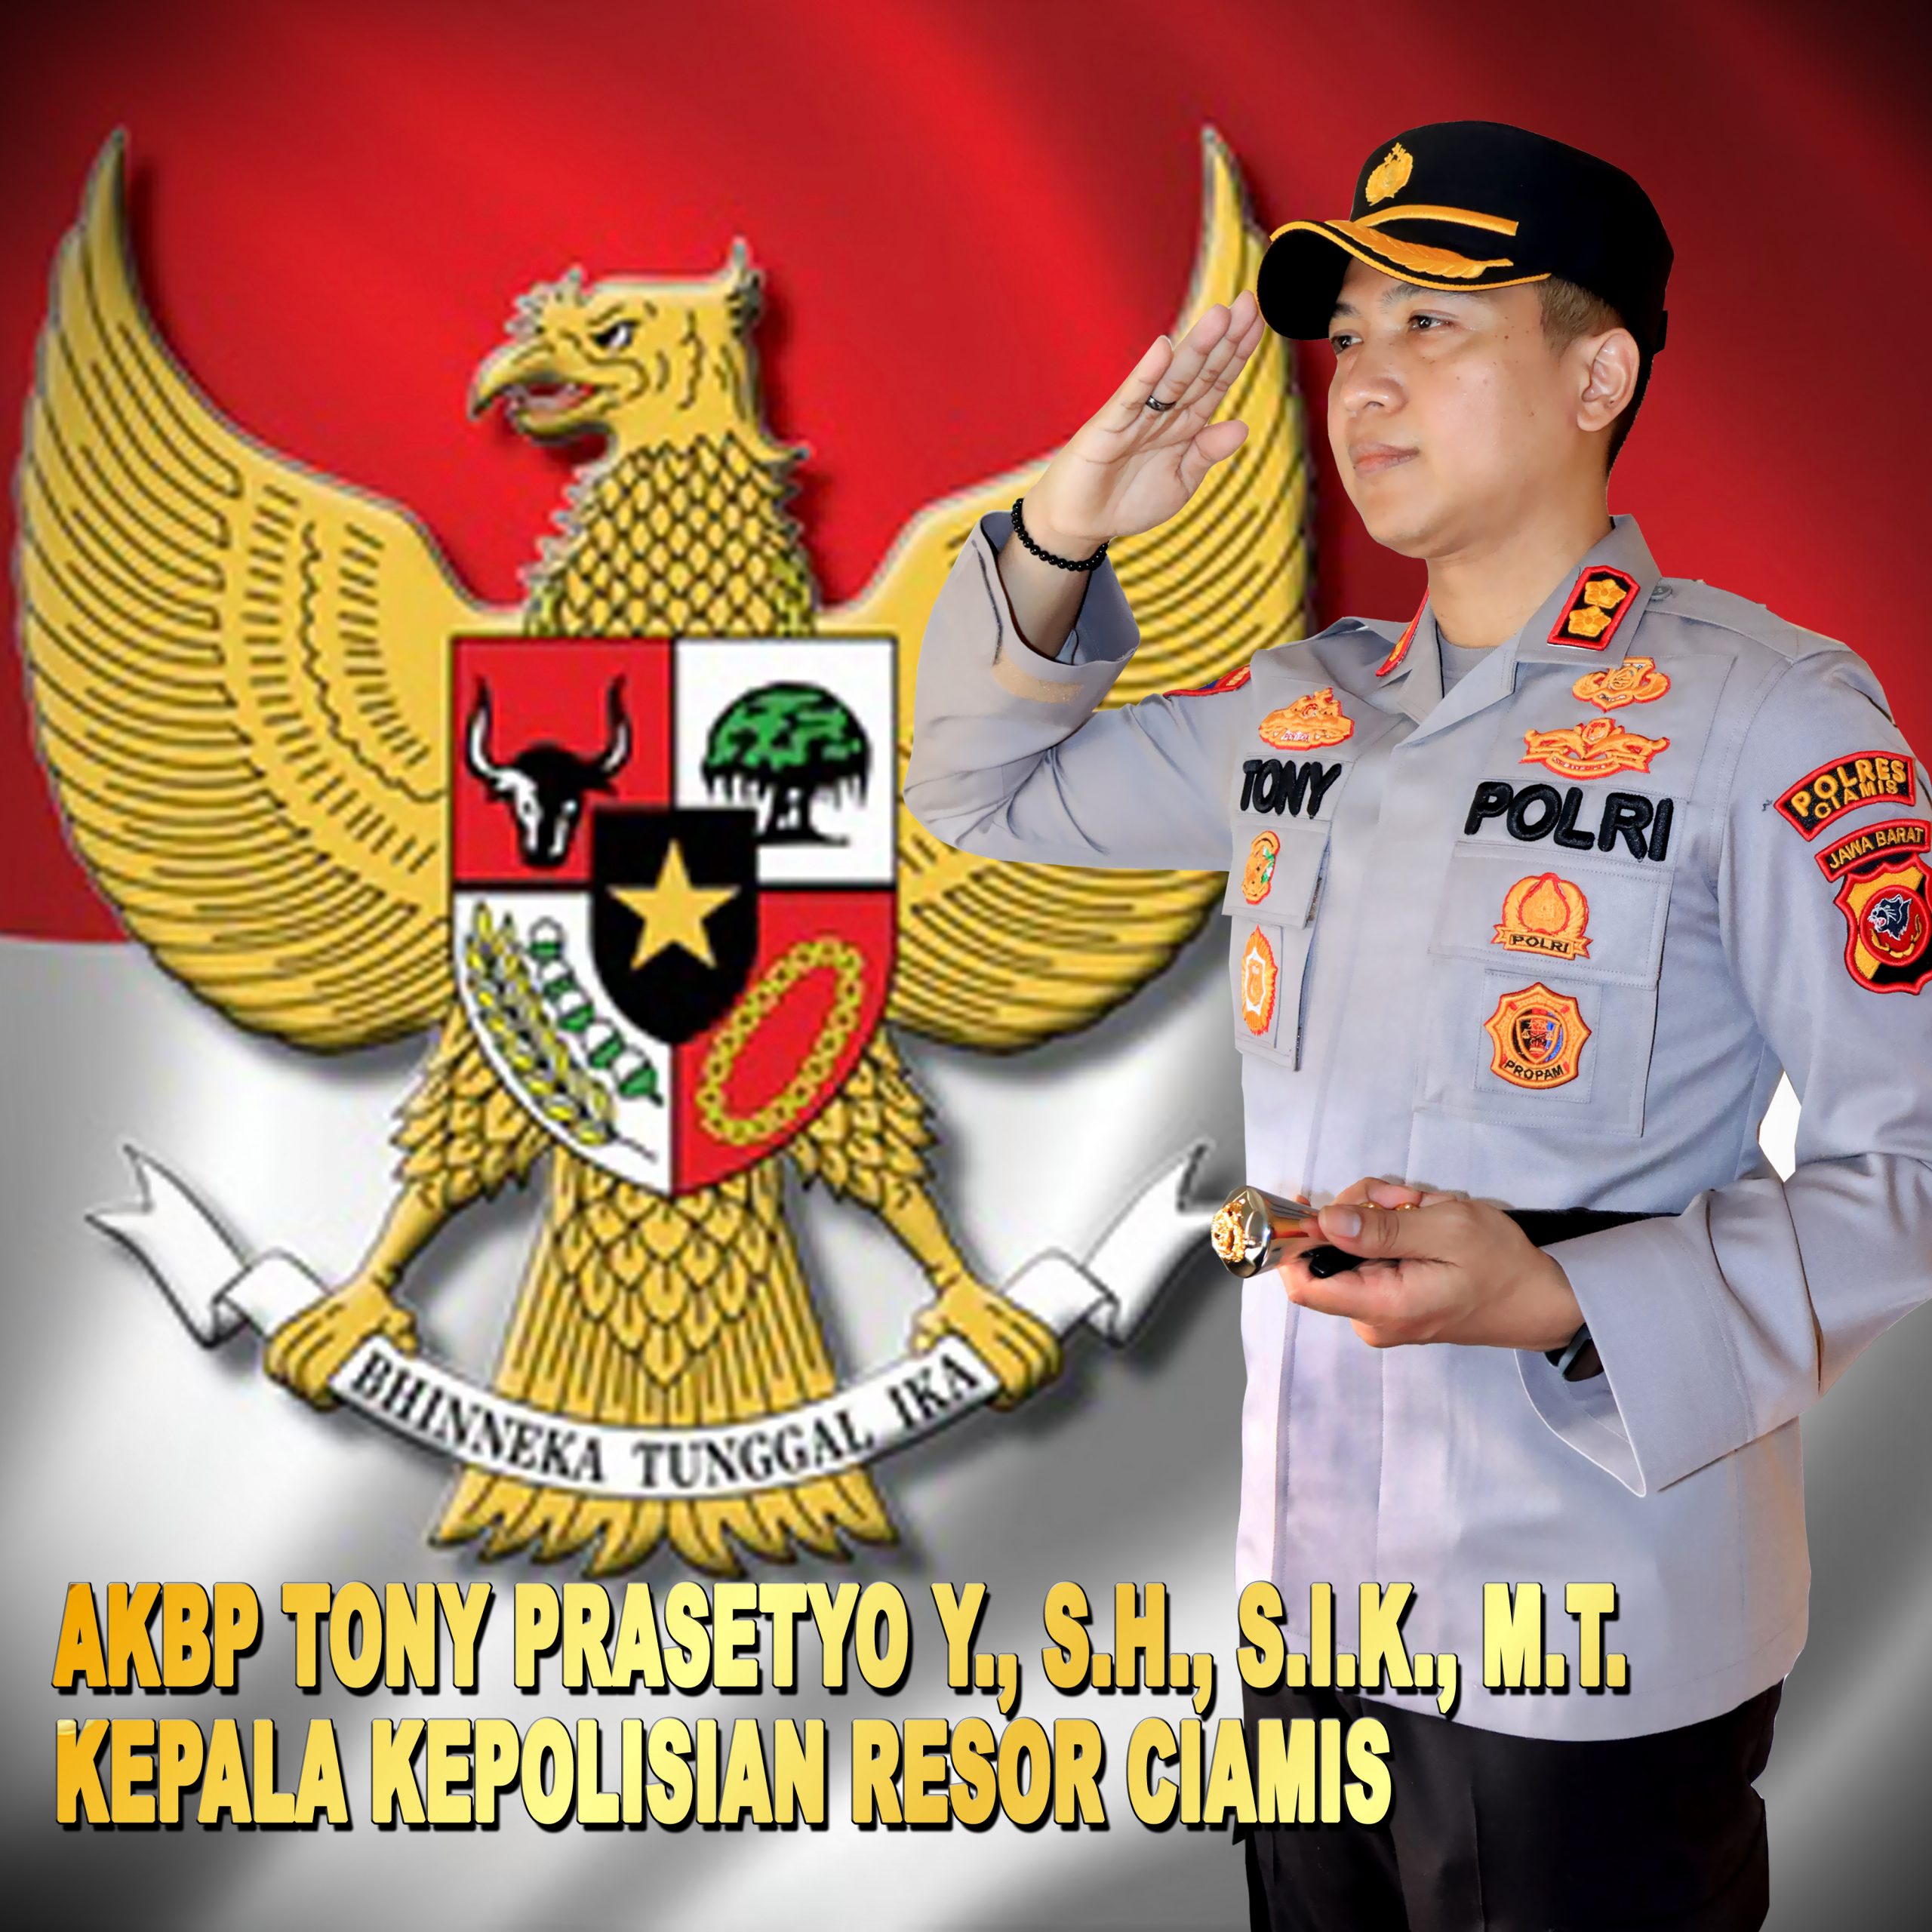 TONY
POLRI
POLRES
CIAMIS
JAWA BARAT
POLRI
PROPAM
BHINNEKA TUNGGAL IKA
AKBP TONY PRASETYO Y., S.H., S.I.K., M.T.
KEPALA KEPOLISIAN RESOR CIAMIS